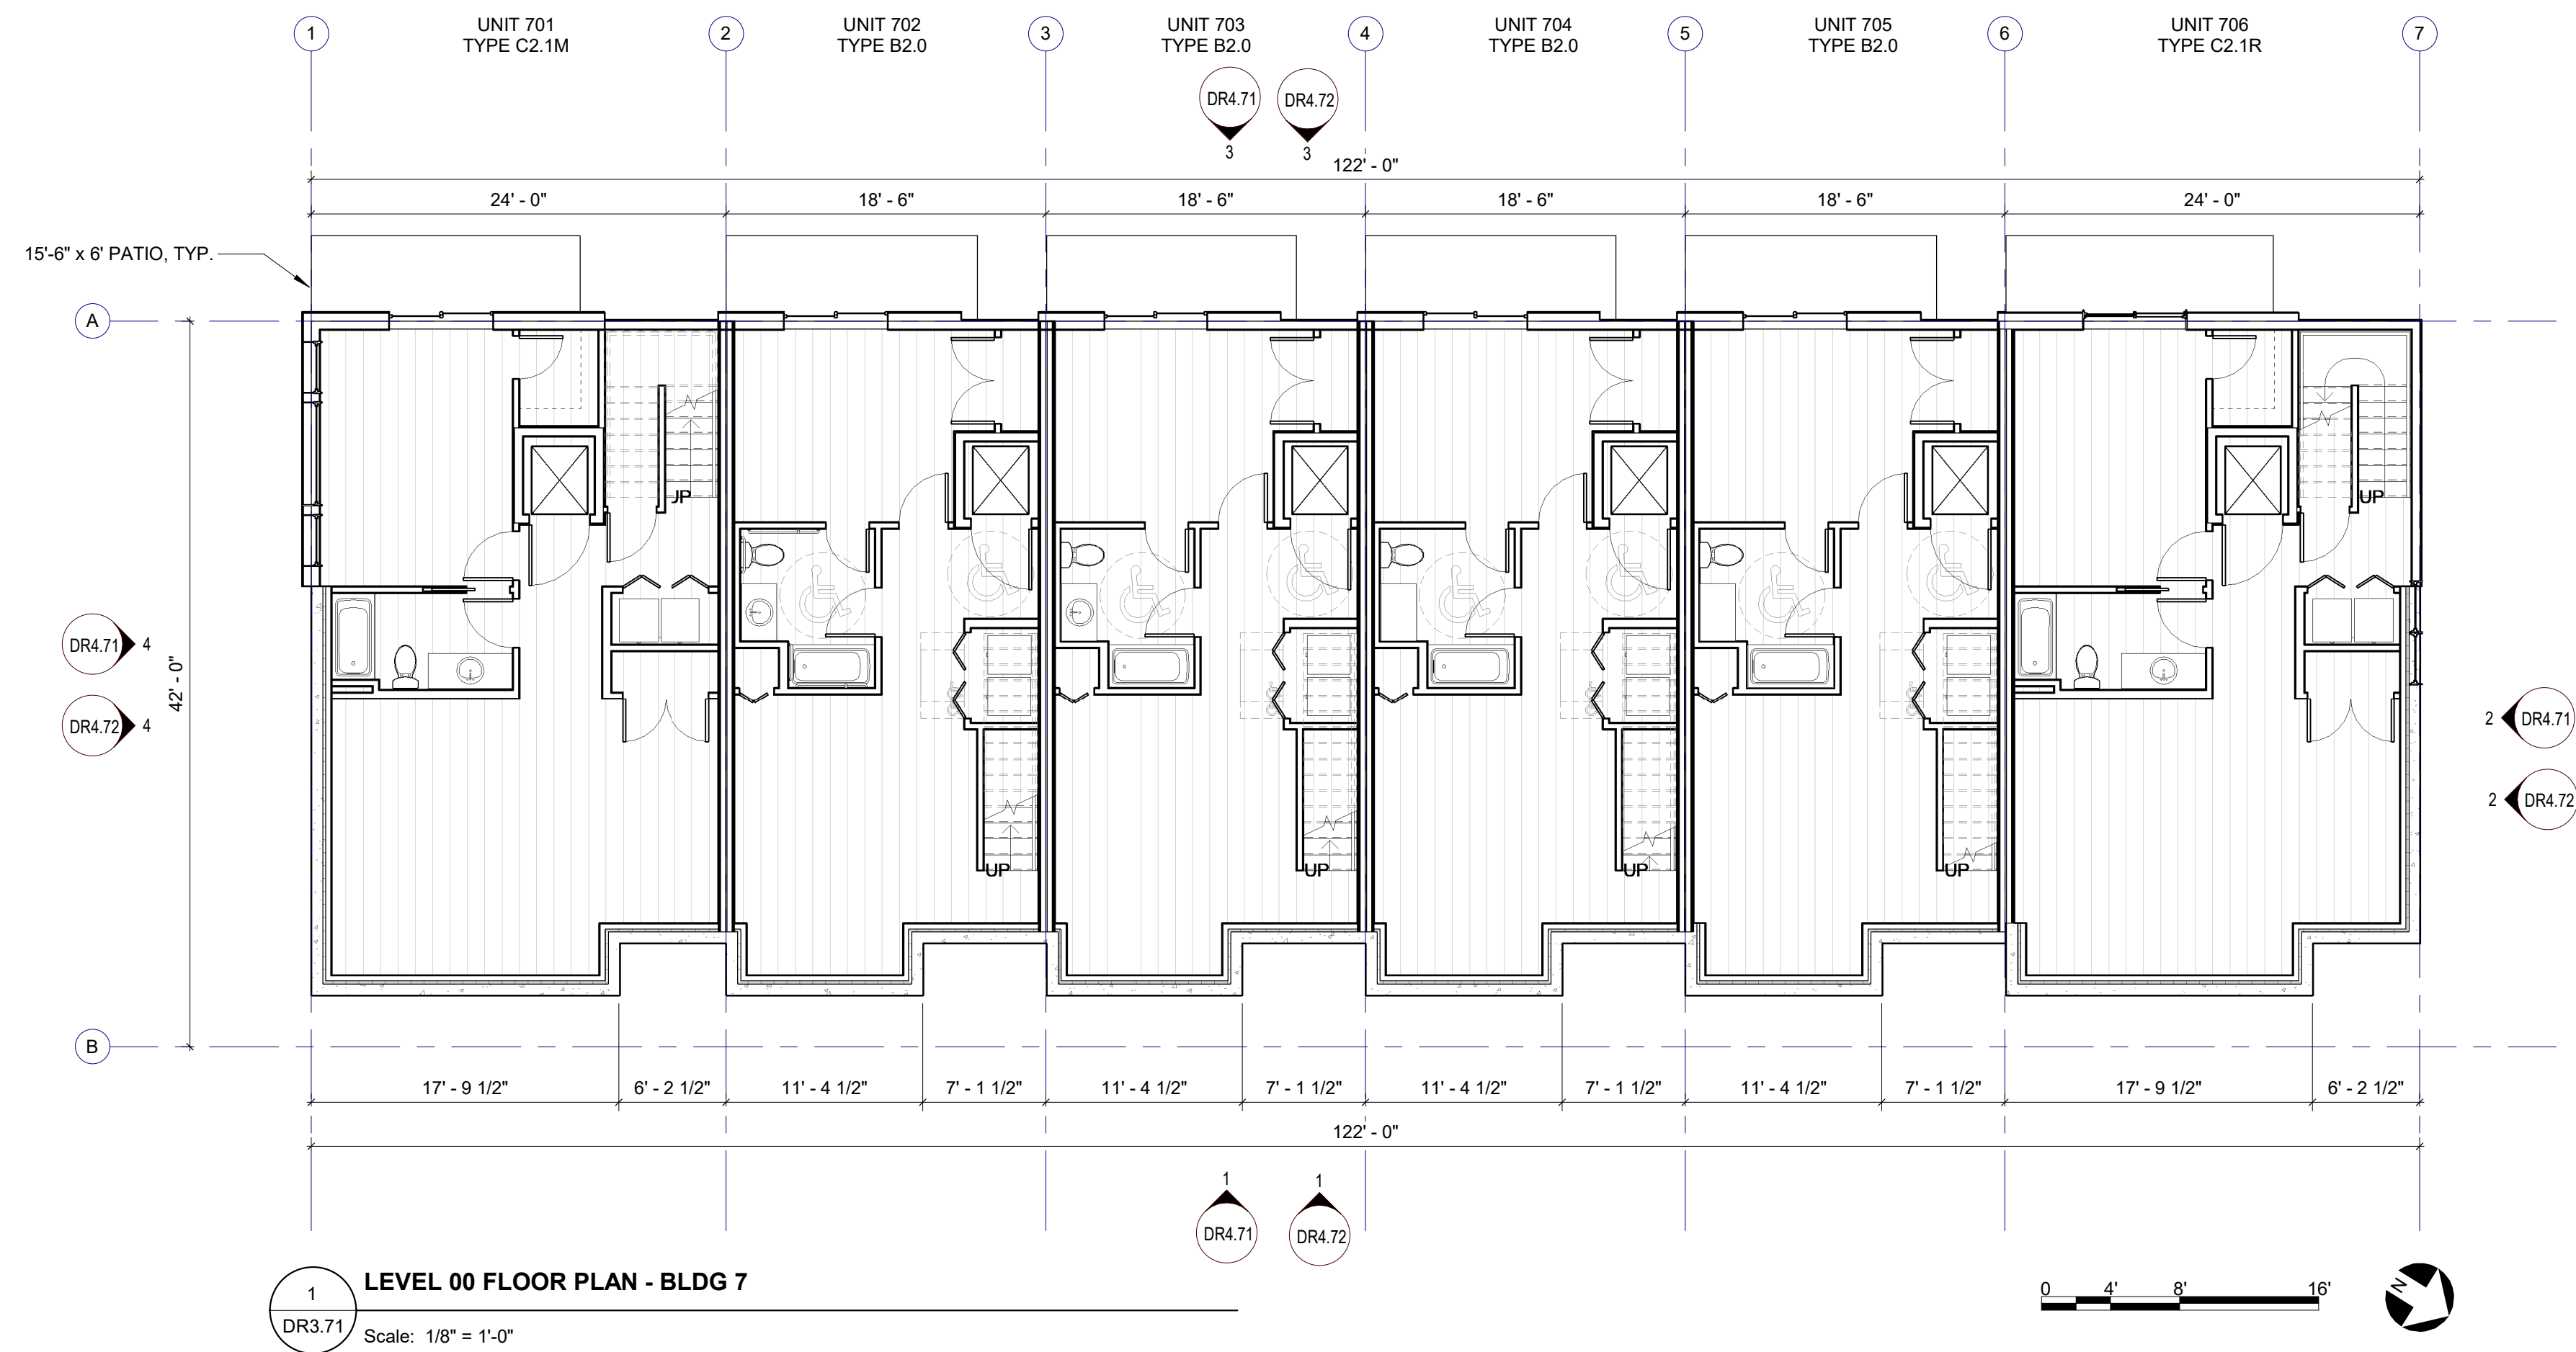 1
UNIT 701
TYPE C2.1M
2
UNIT 702
TYPE B2.0
3
UNIT 703
TYPE B2.0
4
UNIT 704
TYPE B2.0
5
UNIT 705
TYPE B2.0
6
UNIT 706
TYPE C2.1R
7
DR4.71
3
DR4.72
3
122' - 0"
24' - 0"
18' - 6"
18' - 6"
18' - 6"
18' - 6"
24' - 0"
15'-6" x 6' PATIO, TYP.
A
UP
UP
DR4.71 4
DR4.72 4
42' - 0"
2 DR4.71
2 DR4.72
UP
UP
UP
UP
B
17' - 9 1/2"
6' - 2 1/2"
11' - 4 1/2"
7' - 1 1/2"
11' - 4 1/2"
7' - 1 1/2"
11' - 4 1/2"
7' - 1 1/2"
11' - 4 1/2"
7' - 1 1/2"
17' - 9 1/2"
6' - 2 1/2"
122' - 0"
1
DR4.71
1
DR4.72
1
DR3.71
LEVEL 00 FLOOR PLAN - BLDG 7
Scale: 1/8" = 1'-0"
0 4' 8' 16'
N